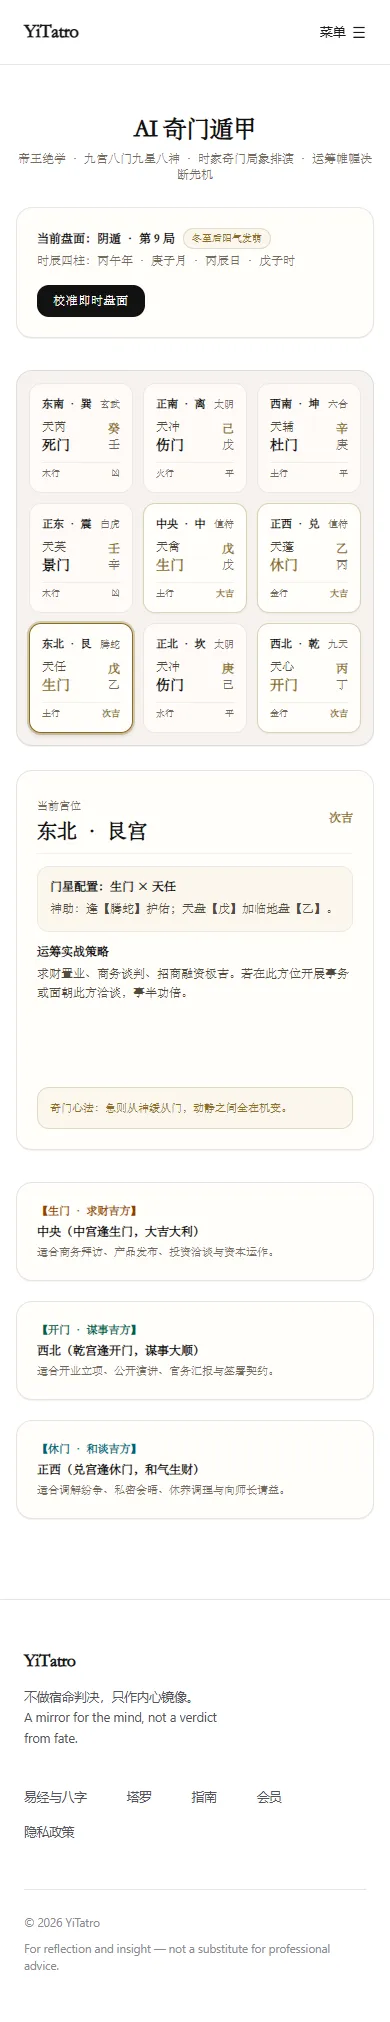 YiTatro
菜单 ☰
AI 奇门遁甲
帝王绝学 · 九宫八门九星八神 · 时家奇门局象排演 · 运筹帷幄决
断先机
当前盘面：阴遁 · 第 9 局 冬至后阳气发萌
时辰四柱：丙午年 · 庚子月 · 丙辰日 · 戊子时
校准即时盘面
东南 · 巽 玄武
天芮 癸
死门 壬
木行 凶
正南 · 离 太阴
天冲 己
伤门 戊
火行 平
西南 · 坤 六合
天辅 辛
杜门 庚
土行 平
正东 · 震 白虎
天英 壬
景门 辛
木行 凶
中央 · 中 值符
天禽 戊
生门 戊
土行 大吉
正西 · 兑 值符
天蓬 乙
休门 丙
金行 大吉
东北 · 艮 腾蛇
天任 戊
生门 乙
土行 次吉
正北 · 坎 太阴
天冲 庚
伤门 己
水行 平
西北 · 乾 九天
天心 丙
开门 丁
金行 次吉
当前宫位
东北 · 艮宫
次吉
门星配置：生门 × 天任
神助：逢【腾蛇】护佑；天盘【戊】加临地盘【乙】。
运筹实战策略
求财置业、商务谈判、招商融资极吉。若在此方位开展事务
或面朝此方洽谈，事半功倍。
奇门心法：急则从神缓从门，动静之间全在机变。
【生门 · 求财吉方】
中央（中宫逢生门，大吉大利）
适合商务拜访、产品发布、投资洽谈与资本运作。
【开门 · 谋事吉方】
西北（乾宫逢开门，谋事大顺）
适合开业立项、公开演讲、官务汇报与签署契约。
【休门 · 和谈吉方】
正西（兑宫逢休门，和气生财）
适合调解纷争、私密会晤、休养调理与向师长请益。
YiTatro
不做宿命判决，只作内心镜像。
A mirror for the mind, not a verdict
from fate.
易经与八字 塔罗 指南 会员
隐私政策
© 2026 YiTatro
For reflection and insight — not a substitute for professional
advice.